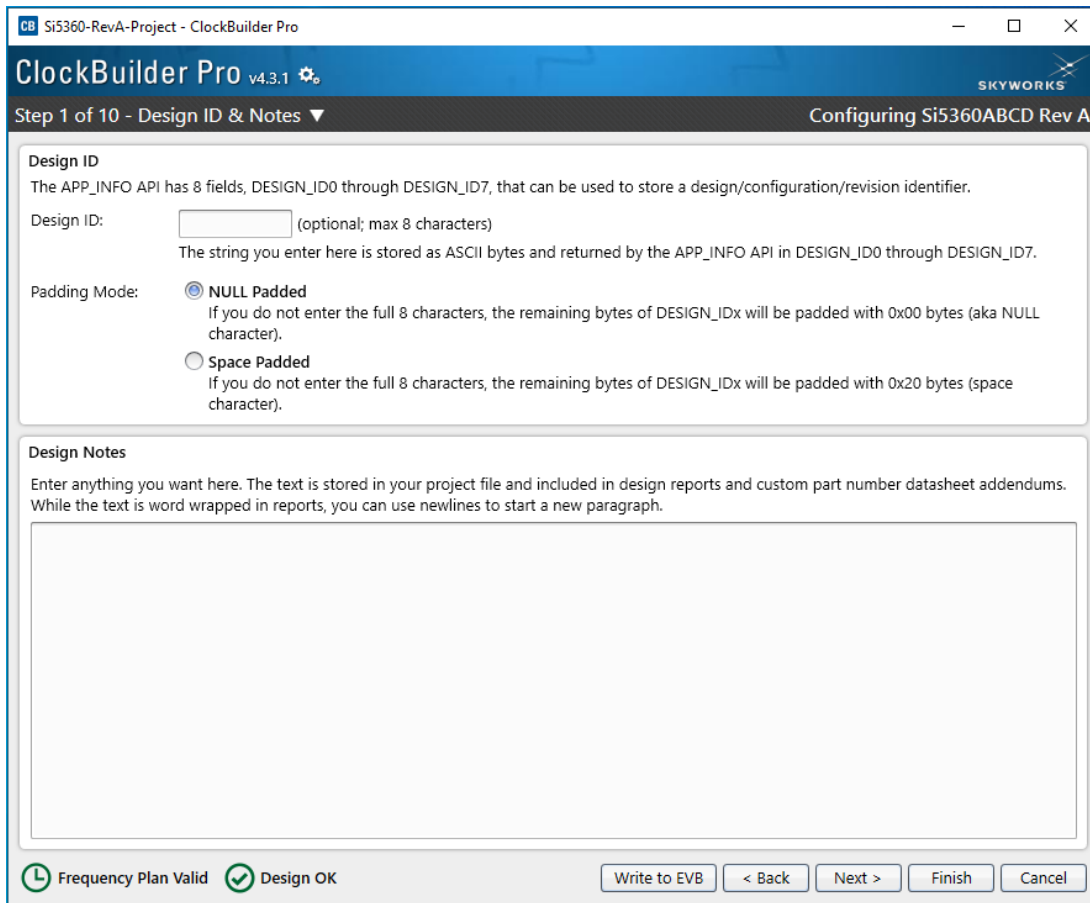 CB Si5360-RevA-Project - ClockBuilder Pro
ClockBuilder Pro v4.3.1
SKYWORKS
Step 1 of 10 - Design ID & Notes ▼ Configuring Si5360ABCD Rev A
Design ID
The APP_INFO API has 8 fields, DESIGN_ID0 through DESIGN_ID7, that can be used to store a design/configuration/revision identifier.
Design ID: (optional; max 8 characters)
The string you enter here is stored as ASCII bytes and returned by the APP_INFO API in DESIGN_ID0 through DESIGN_ID7.
Padding Mode: NULL Padded
If you do not enter the full 8 characters, the remaining bytes of DESIGN_IDx will be padded with 0x00 bytes (aka NULL
character).
Space Padded
If you do not enter the full 8 characters, the remaining bytes of DESIGN_IDx will be padded with 0x20 bytes (space
character).
Design Notes
Enter anything you want here. The text is stored in your project file and included in design reports and custom part number datasheet addendums.
While the text is word wrapped in reports, you can use newlines to start a new paragraph.
Frequency Plan Valid Design OK Write to EVB < Back Next > Finish Cancel